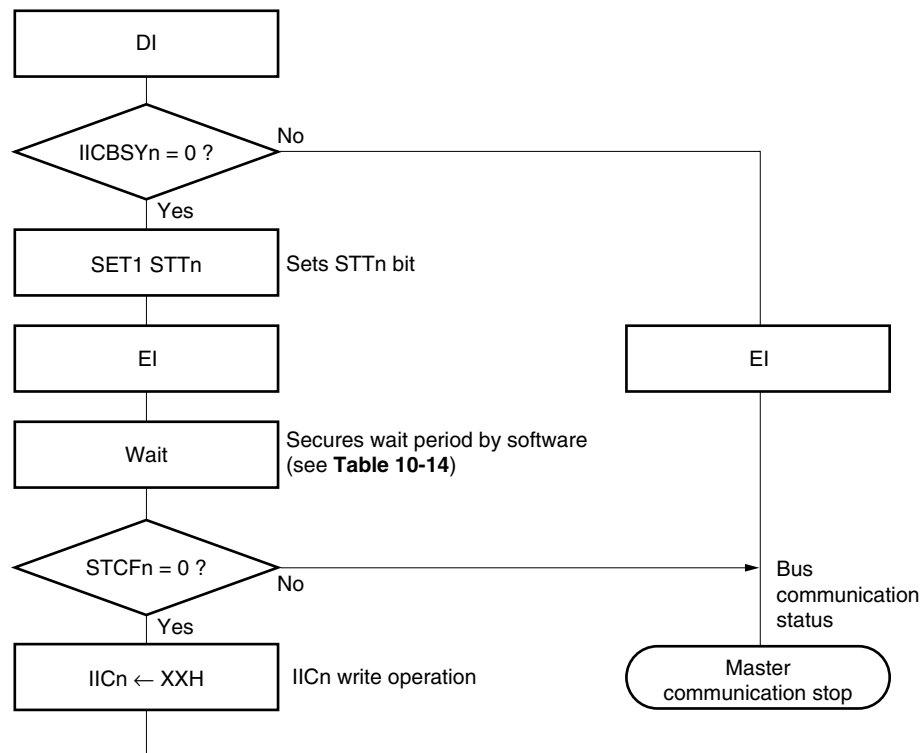 DI
IICBSYn = 0 ?
No
Yes
SET1 STTn
Sets STTn bit
EI
EI
Wait
Secures wait period by software
(see Table 10-14)
STCFn = 0 ?
No
Bus
communication
status
Yes
IICn ← XXH
IICn write operation
Master
communication stop